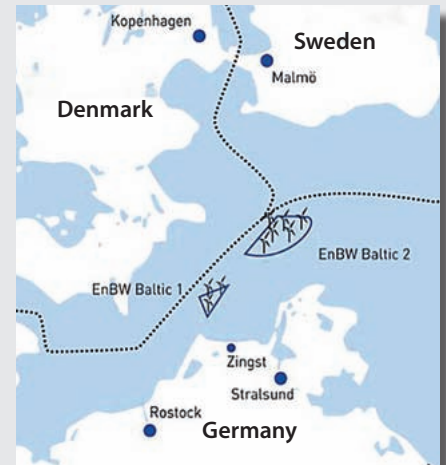 Kopenhagen
Sweden
Malmö
Denmark
EnBW Baltic 2
EnBW Baltic 1
Zingst
Stralsund
Rostock
Germany